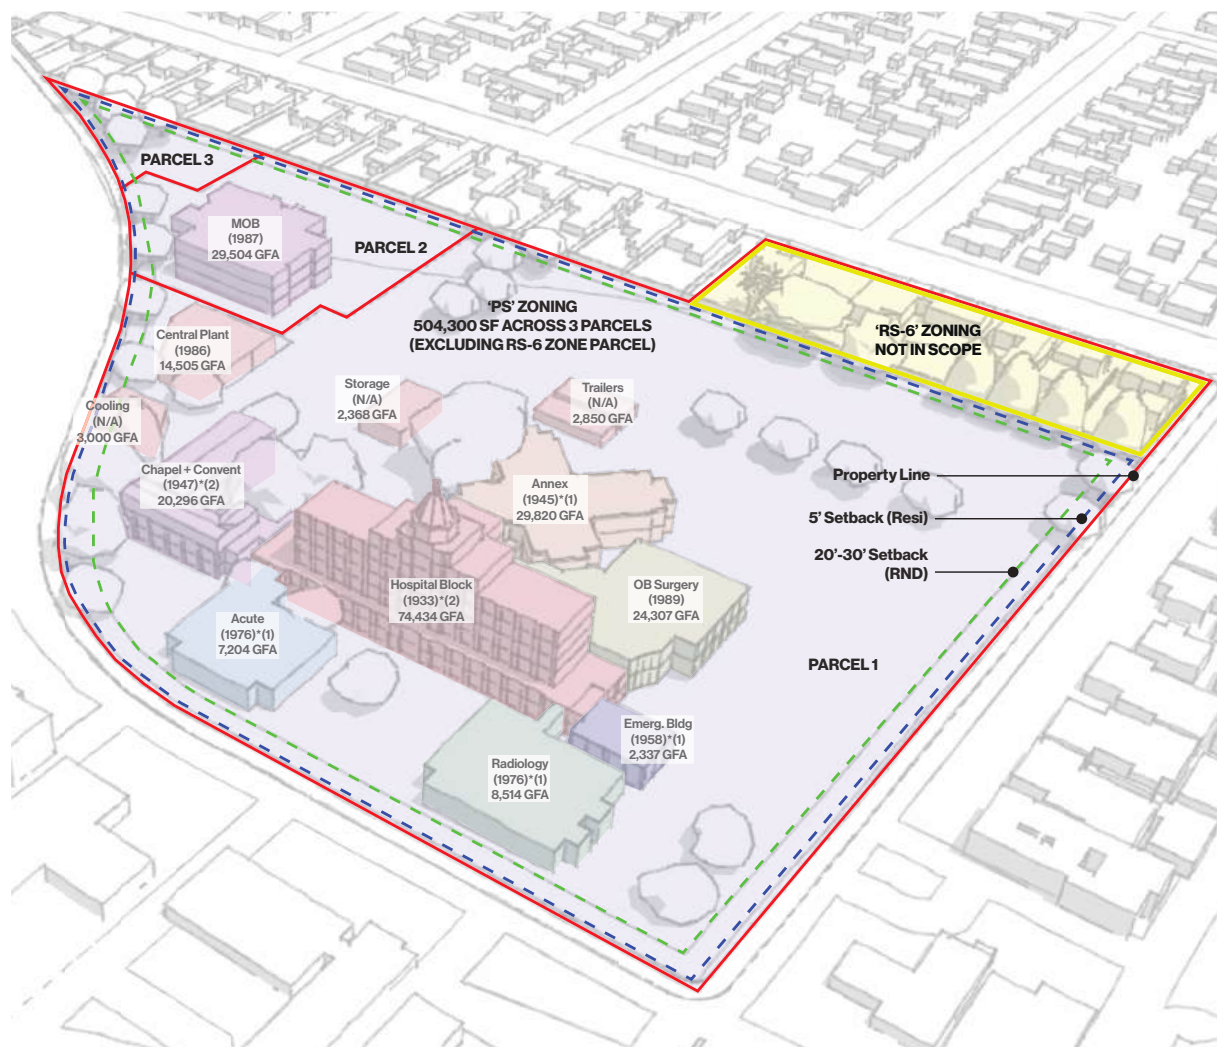 PARCEL 3
MOB
(1987)
29,504 GFA
PARCEL 2
'PS' ZONING
504,300 SF ACROSS 3 PARCELS
(EXCLUDING RS-6 ZONE PARCEL)
'RS-6' ZONING
NOT IN SCOPE
Central Plant
(1986)
14,505 GFA
Storage
(N/A)
2,368 GFA
Trailers
(N/A)
2,850 GFA
Cooling
(N/A)
3,000 GFA
Chapel + Convent
(1947)*(2)
20,296 GFA
Annex
(1945)*(1)
29,820 GFA
Property Line
5' Setback (Resi)
20'-30' Setback
(RND)
Hospital Block
(1933)*(2)
74,434 GFA
OB Surgery
(1989)
24,307 GFA
Acute
(1976)*(1)
7,204 GFA
PARCEL 1
Emerg. Bldg
(1958)*(1)
2,337 GFA
Radiology
(1976)*(1)
8,514 GFA